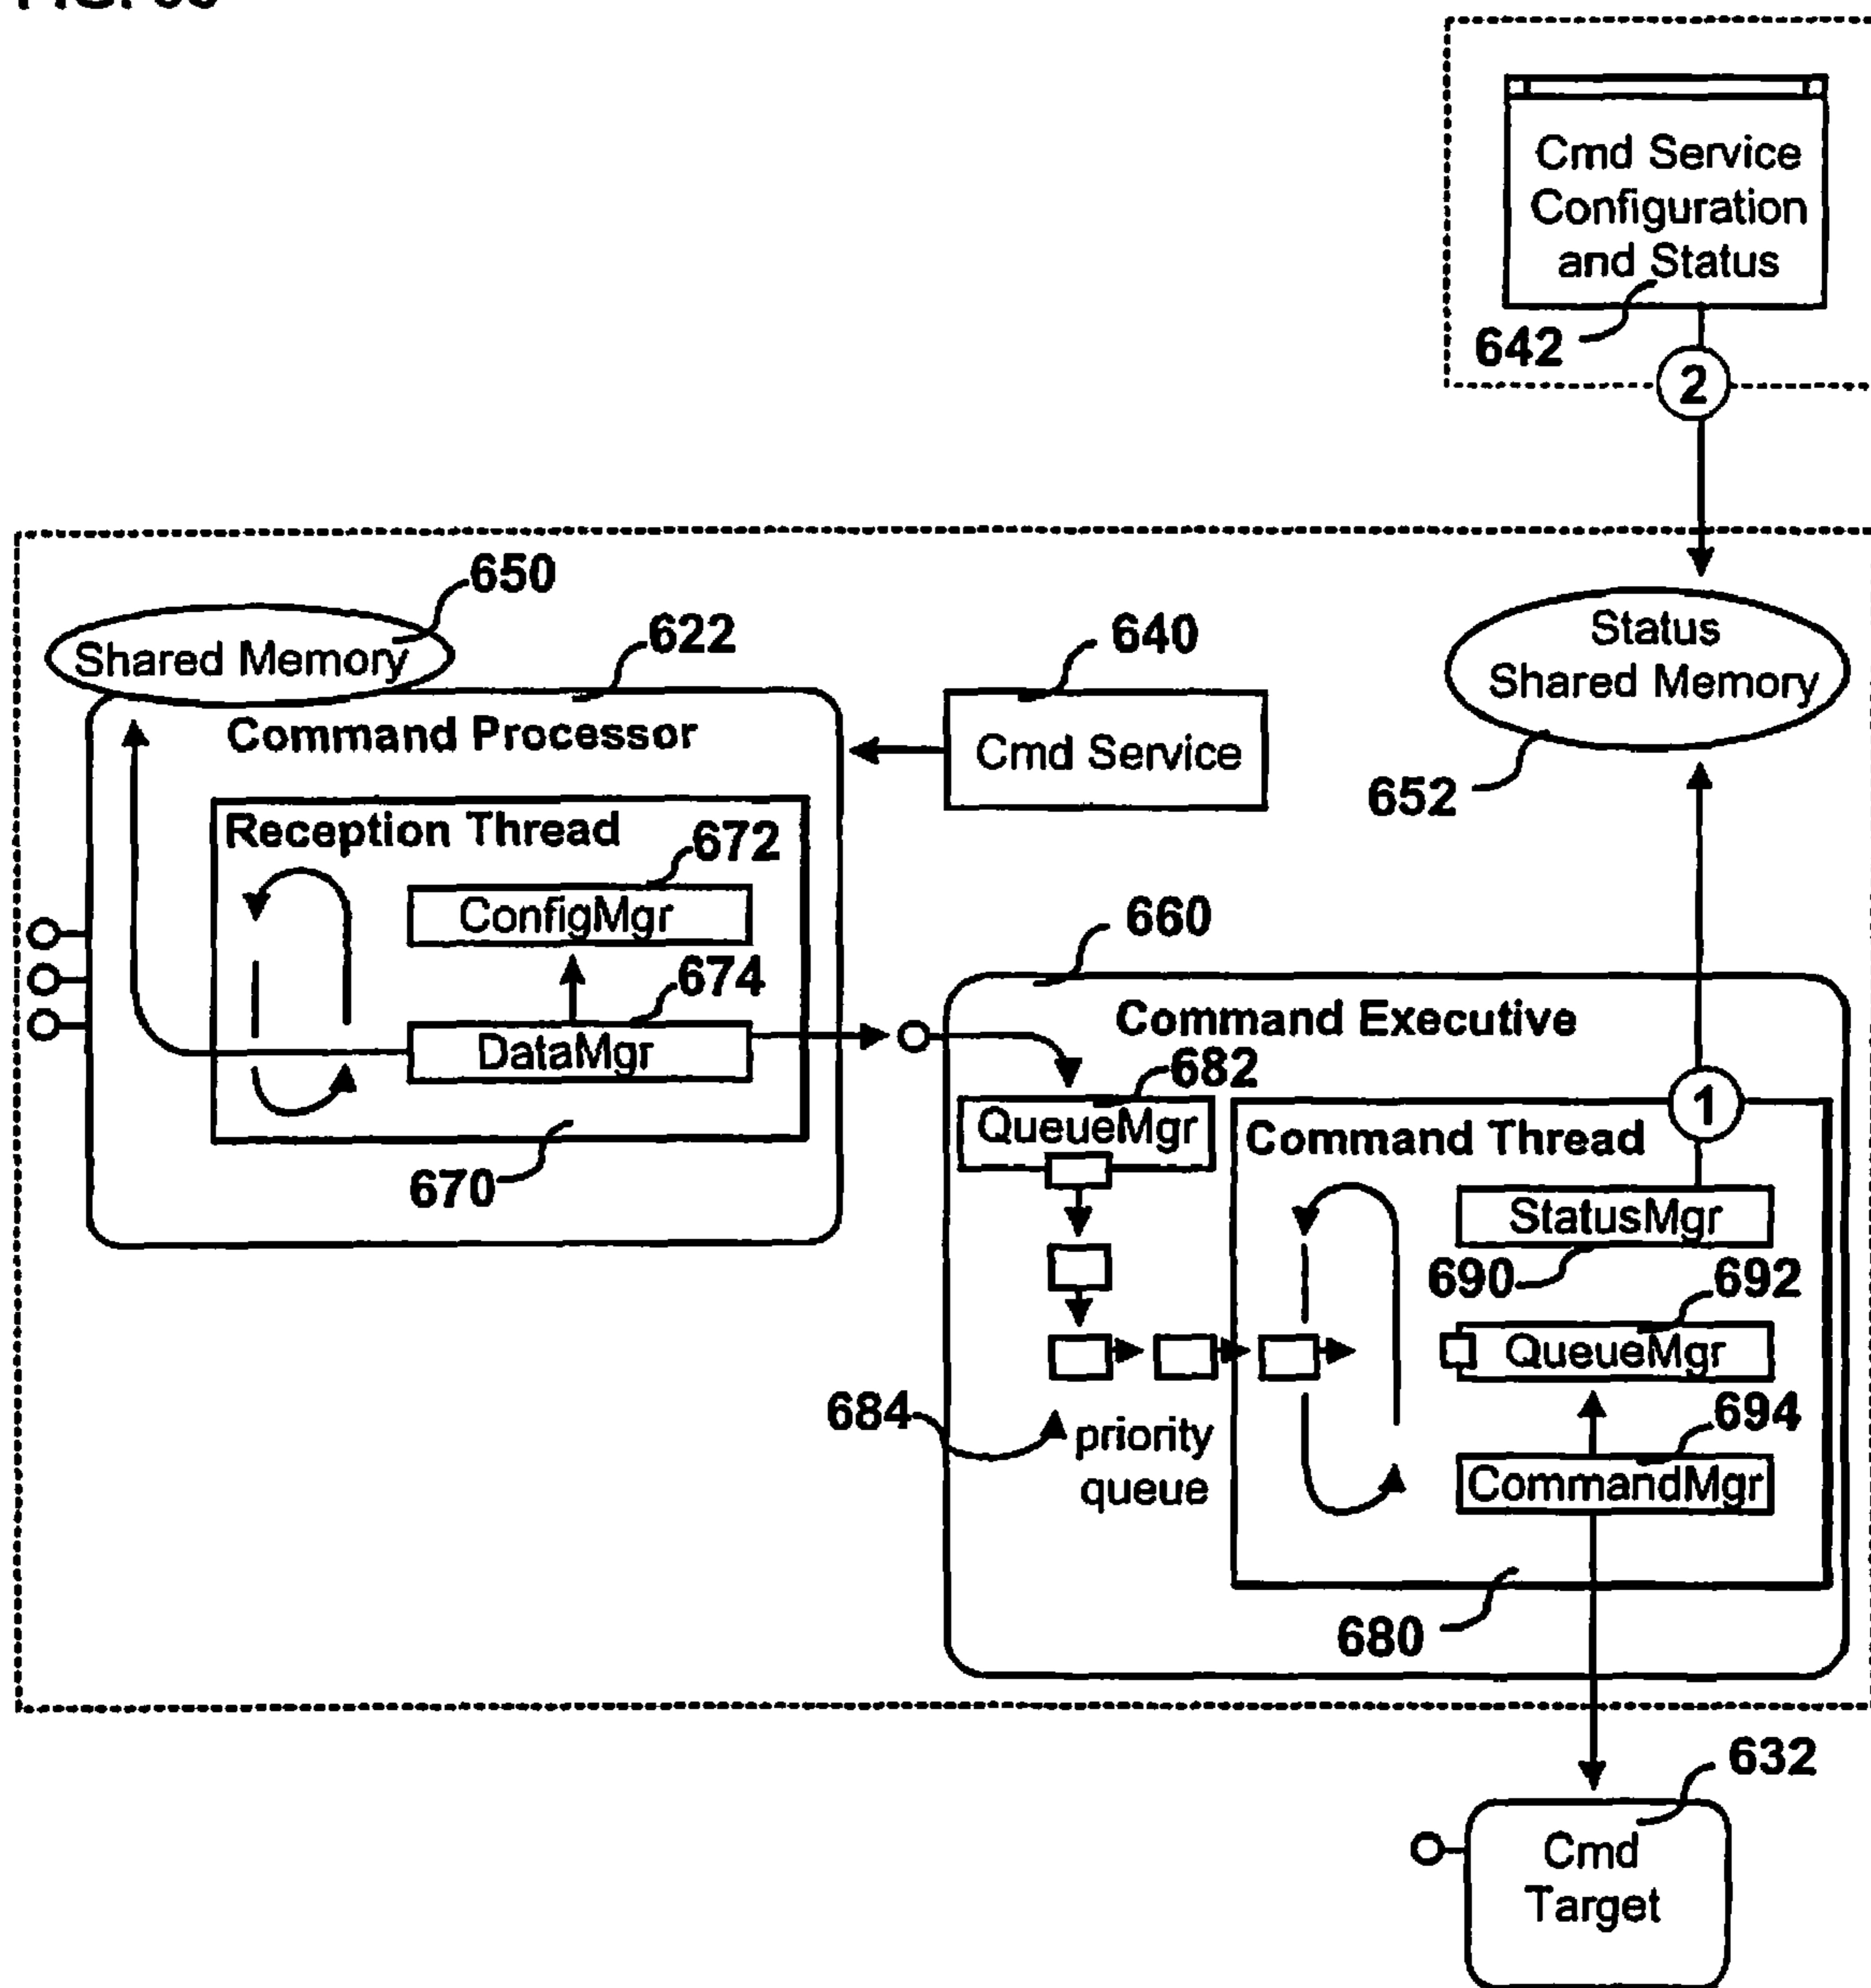 Cmd Service
Configuration
and Status
642
2
650
Shared Memory
622
640
Status
Shared Memory
Command Processor
Cmd Service
652
Reception Thread
672
ConfigMgr
660
674
DataMgr
Command Executive
682
QueueMgr
1
Command Thread
670
StatusMgr
690
692
QueueMgr
684
priority
queue
694
CommandMgr
680
632
Cmd
Target